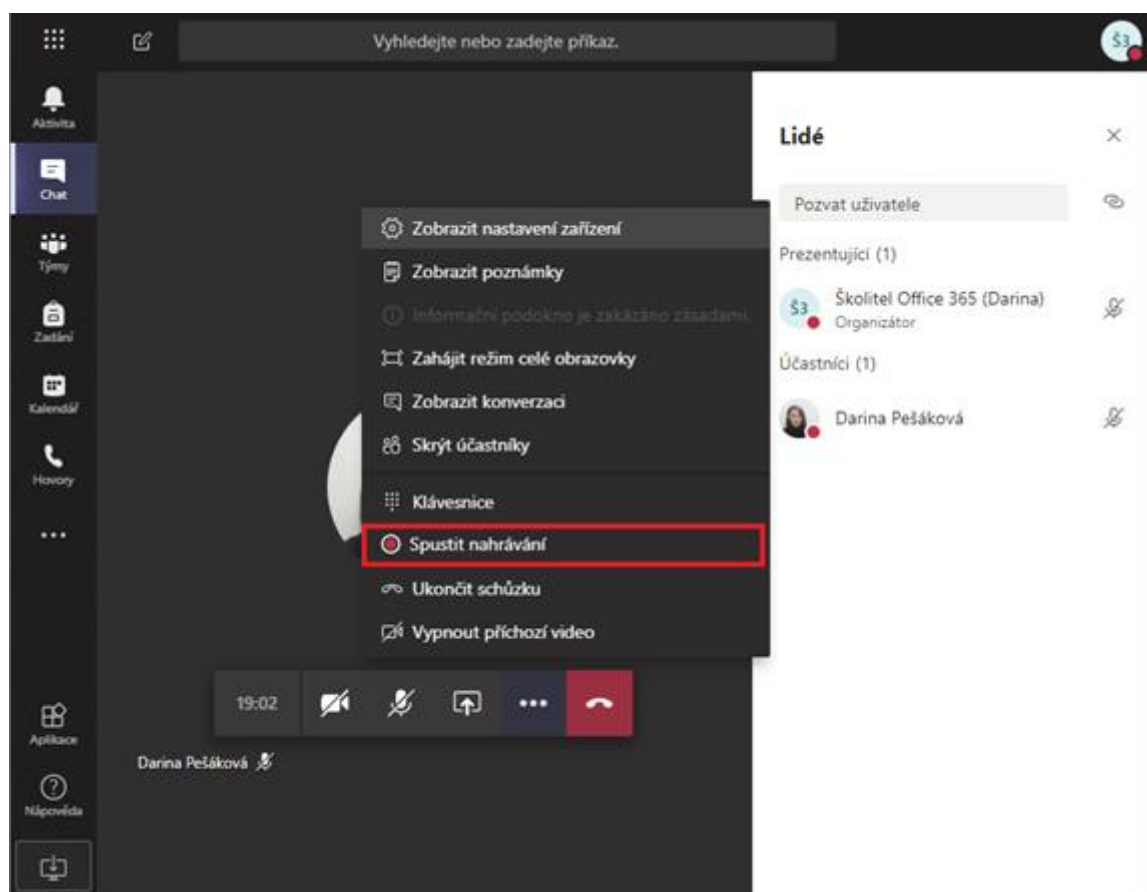 Vyhledejte nebo zadejte příkaz.
Š3
Aktivita
Chat
Týmy
Zadání
Kalendář
Hovory
Aplikace
Nápověda
Zobrazit nastavení zařízení
Zobrazit poznámky
Informační podokno je zakázáno zásadami.
Zahájit režim celé obrazovky
Zobrazit konverzaci
Skrýt účastníky
Klávesnice
Spustit nahrávání
Ukončit schůzku
Vypnout příchozí video
19:02
Darina Pešáková
Lidé
Pozvat uživatele
Prezentující (1)
Š3
Školitel Office 365 (Darina)
Organizátor
Účastníci (1)
Darina Pešáková